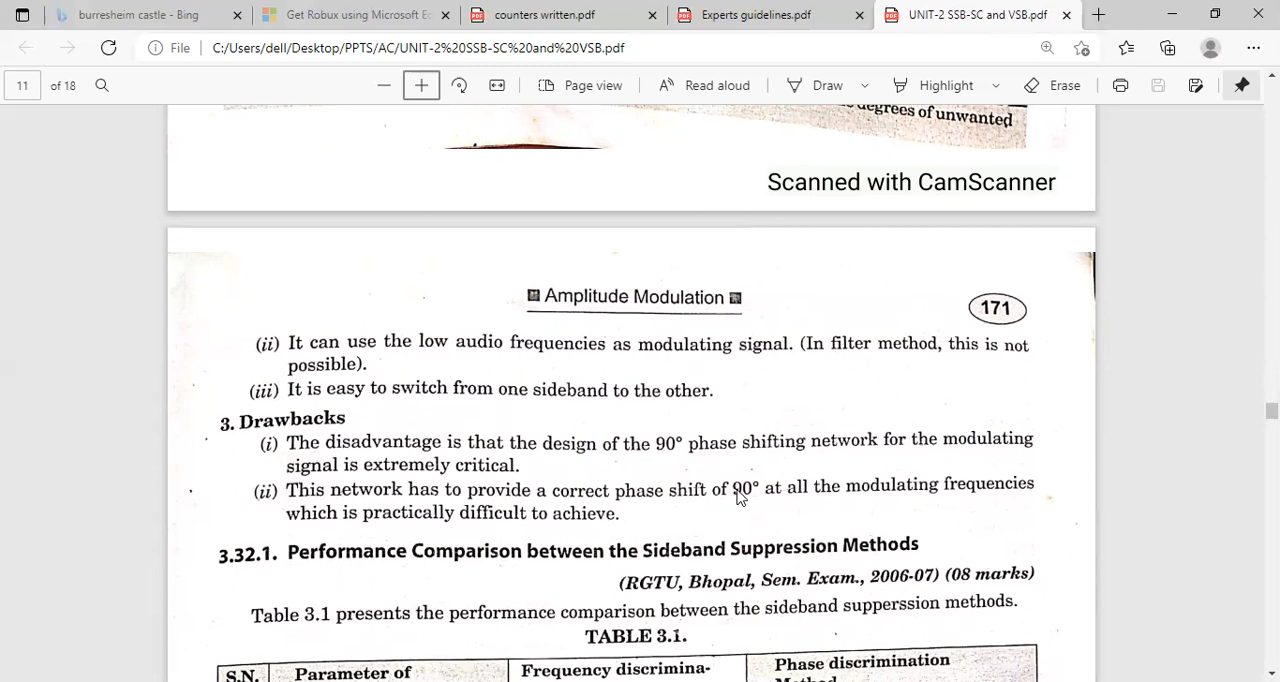 burresheim castle - Bing
Get Robux using Microsoft Ec
counters written.pdf
Experts guidelines.pdf
UNIT-2 SSB-SC and VSB.pdf
File
C:/Users/dell/Desktop/PPTS/AC/UNIT-2%20SSB-SC%20and%20VSB.pdf
11 of 18
Page view
Read aloud
Draw
Highlight
Erase
degrees of unwanted
Scanned with CamScanner
Amplitude Modulation
171
(ii) It can use the low audio frequencies as modulating signal. (In filter method, this is not
possible).
(iii) It is easy to switch from one sideband to the other.
3. Drawbacks
(i) The disadvantage is that the design of the 90° phase shifting network for the modulating
signal is extremely critical.
(ii) This network has to provide a correct phase shift of 90° at all the modulating frequencies
which is practically difficult to achieve.
3.32.1. Performance Comparison between the Sideband Suppression Methods
(RGTU, Bhopal, Sem. Exam., 2006-07) (08 marks)
Table 3.1 presents the performance comparison between the sideband supperssion methods.
TABLE 3.1.
S.N.
Parameter of
Frequency discrimina-
Phase discrimination